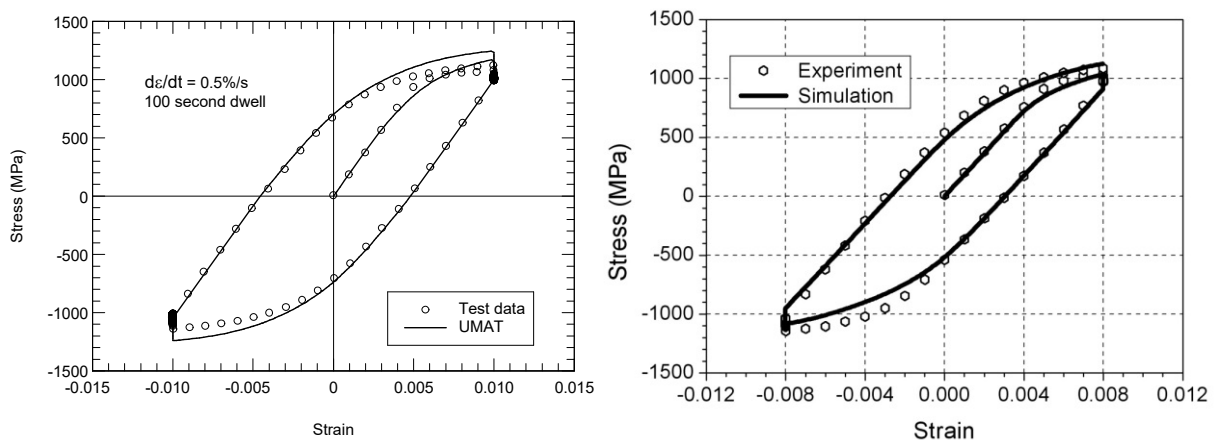 1500
1000
500
0
-500
-1000
-1500
-0.015
-0.010
-0.005
0
0.005
0.010
0.015
Stress (MPa)
Strain
dε/dt = 0.5%/s
100 second dwell
Test data
UMAT
1500
1000
500
0
-500
-1000
-1500
-0.012
-0.008
-0.004
0.000
0.004
0.008
0.012
Stress (MPa)
Strain
Experiment
Simulation